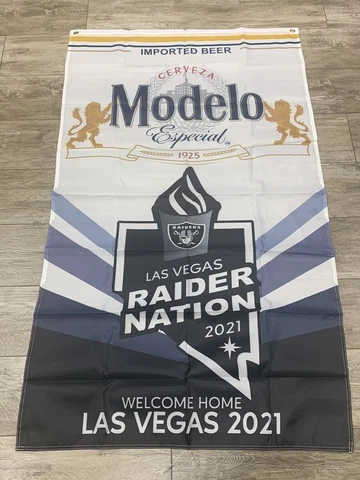 IMPORTED BEER
CERVEZA
Modelo
Especial
1925
RAIDERS
LAS VEGAS
RAIDER
NATION
2021
WELCOME HOME
LAS VEGAS 2021